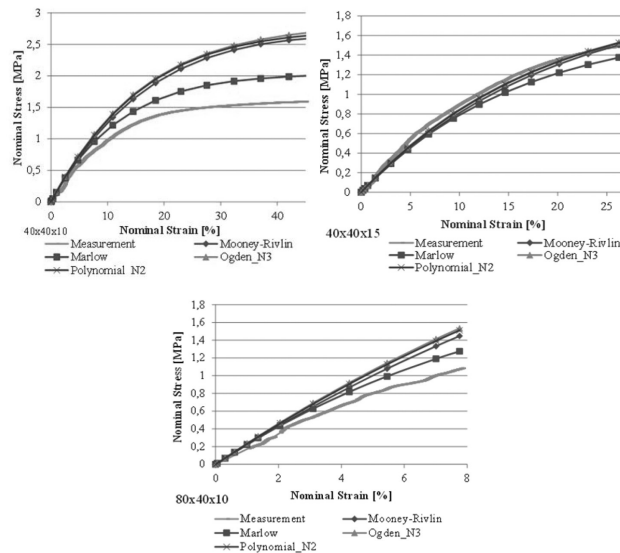 Nominal Stress [MPa]
3
2,5
2
1,5
1
0,5
0
0 10 20 30 40
40x40x10
Nominal Strain [%]
Measurement Mooney-Rivlin
Marlow Ogden_N3
Polynomial_N2
Nominal Stress [MPa]
1,8
1,6
1,4
1,2
1
0,8
0,6
0,4
0,2
0
0 5 10 15 20 25
40x40x15
Nominal Strain [%]
Measurement Mooney-Rivlin
Marlow Ogden_N3
Polynomial_N2
Nominal Stress [MPa]
1,8
1,6
1,4
1,2
1
0,8
0,6
0,4
0,2
0
0 2 4 6 8
80x40x10
Nominal Strain [%]
Measurement Mooney-Rivlin
Marlow Ogden_N3
Polynomial_N2